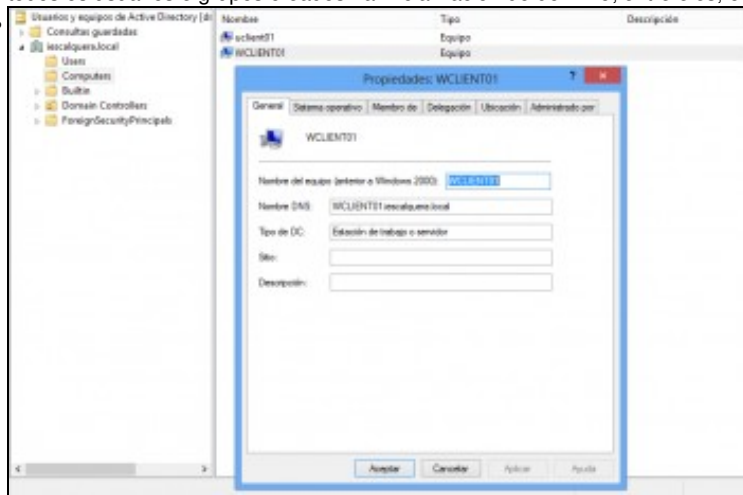 Usuarios y equipos de Active Directory [d
Consultas guardadas
iescalquera.local
Users
Computers
Builtin
Domain Controllers
ForeignSecurityPrincipals
Nombre
Tipo
Descripción
uclient01
Equipo
WCLIENT01
Equipo
Propiedades: WCLIENT01
?
General
Sistema operativo
Miembro de
Delegación
Ubicación
Administrado por
WCLIENT01
Nombre del equipo (anterior a Windows 2000):
WCLIENT01
Nombre DNS:
WCLIENT01.iescalquera.local
Tipo de DC:
Estación de trabajo o servidor
Sitio:
Descripción:
Aceptar
Cancelar
Aplicar
Ayuda